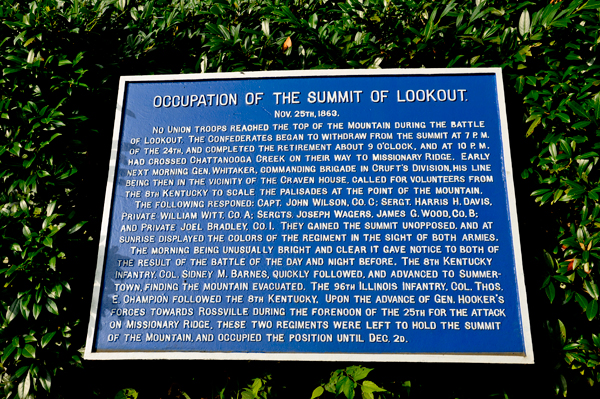 OCCUPATION OF THE SUMMIT OF LOOKOUT.
NOV. 25TH, 1863.
NO UNION TROOPS REACHED THE TOP OF THE MOUNTAIN DURING THE BATTLE
OF LOOKOUT. THE CONFEDERATES BEGAN TO WITHDRAW FROM THE SUMMIT AT 7 P.M.
OF THE 24TH, AND COMPLETED THE RETIREMENT ABOUT 9 O'CLOCK, AND AT 10 P.M.
HAD CROSSED CHATTANOOGA CREEK ON THEIR WAY TO MISSIONARY RIDGE. EARLY
NEXT MORNING GEN. WHITAKER, COMMANDING BRIGADE IN CRUFT'S DIVISION, HIS LINE
BEING THEN IN THE VICINITY OF THE CRAVEN HOUSE, CALLED FOR VOLUNTEERS FROM
THE 8TH KENTUCKY TO SCALE THE PALISADES AT THE POINT OF THE MOUNTAIN.
THE FOLLOWING RESPONED: CAPT. JOHN WILSON, CO. C; SERGT. HARRIS H. DAVIS,
PRIVATE WILLIAM WITT, CO. A; SERGTS. JOSEPH WAGERS, JAMES G. WOOD, CO. B;
AND PRIVATE JOEL BRADLEY, CO. I. THEY GAINED THE SUMMIT UNOPPOSED, AND AT
SUNRISE DISPLAYED THE COLORS OF THE REGIMENT IN THE SIGHT OF BOTH ARMIES.
THE MORNING BEING UNUSUALLY BRIGHT AND CLEAR IT GAVE NOTICE TO BOTH OF
THE RESULT OF THE BATTLE OF THE DAY AND NIGHT BEFORE. THE 8TH KENTUCKY
INFANTRY, COL. SIDNEY M. BARNES, QUICKLY FOLLOWED, AND ADVANCED TO SUMMER-
TOWN, FINDING THE MOUNTAIN EVACUATED. THE 96TH ILLINOIS INFANTRY, COL. THOS.
E. CHAMPION FOLLOWED THE 8TH KENTUCKY. UPON THE ADVANCE OF GEN. HOOKER'S
FORCES TOWARDS ROSSVILLE DURING THE FORENOON OF THE 25TH FOR THE ATTACK
ON MISSIONARY RIDGE, THESE TWO REGIMENTS WERE LEFT TO HOLD THE SUMMIT
OF THE MOUNTAIN, AND OCCUPIED THE POSITION UNTIL DEC. 2D.